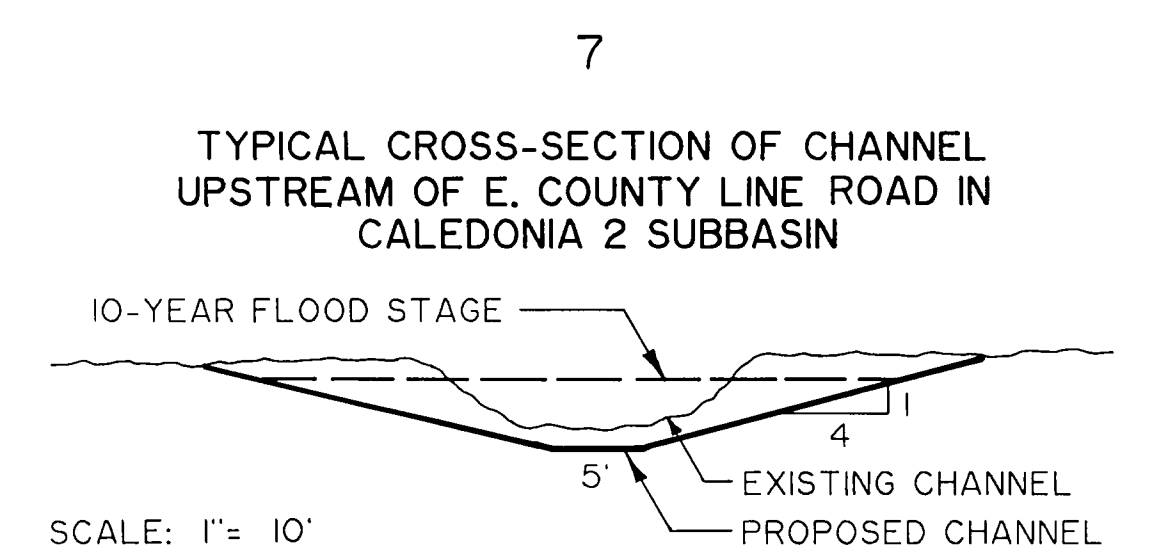 7
TYPICAL CROSS-SECTION OF CHANNEL
UPSTREAM OF E. COUNTY LINE ROAD IN
CALEDONIA 2 SUBBASIN
10-YEAR FLOOD STAGE
1
4
5'
EXISTING CHANNEL
SCALE: 1"= 10'
PROPOSED CHANNEL